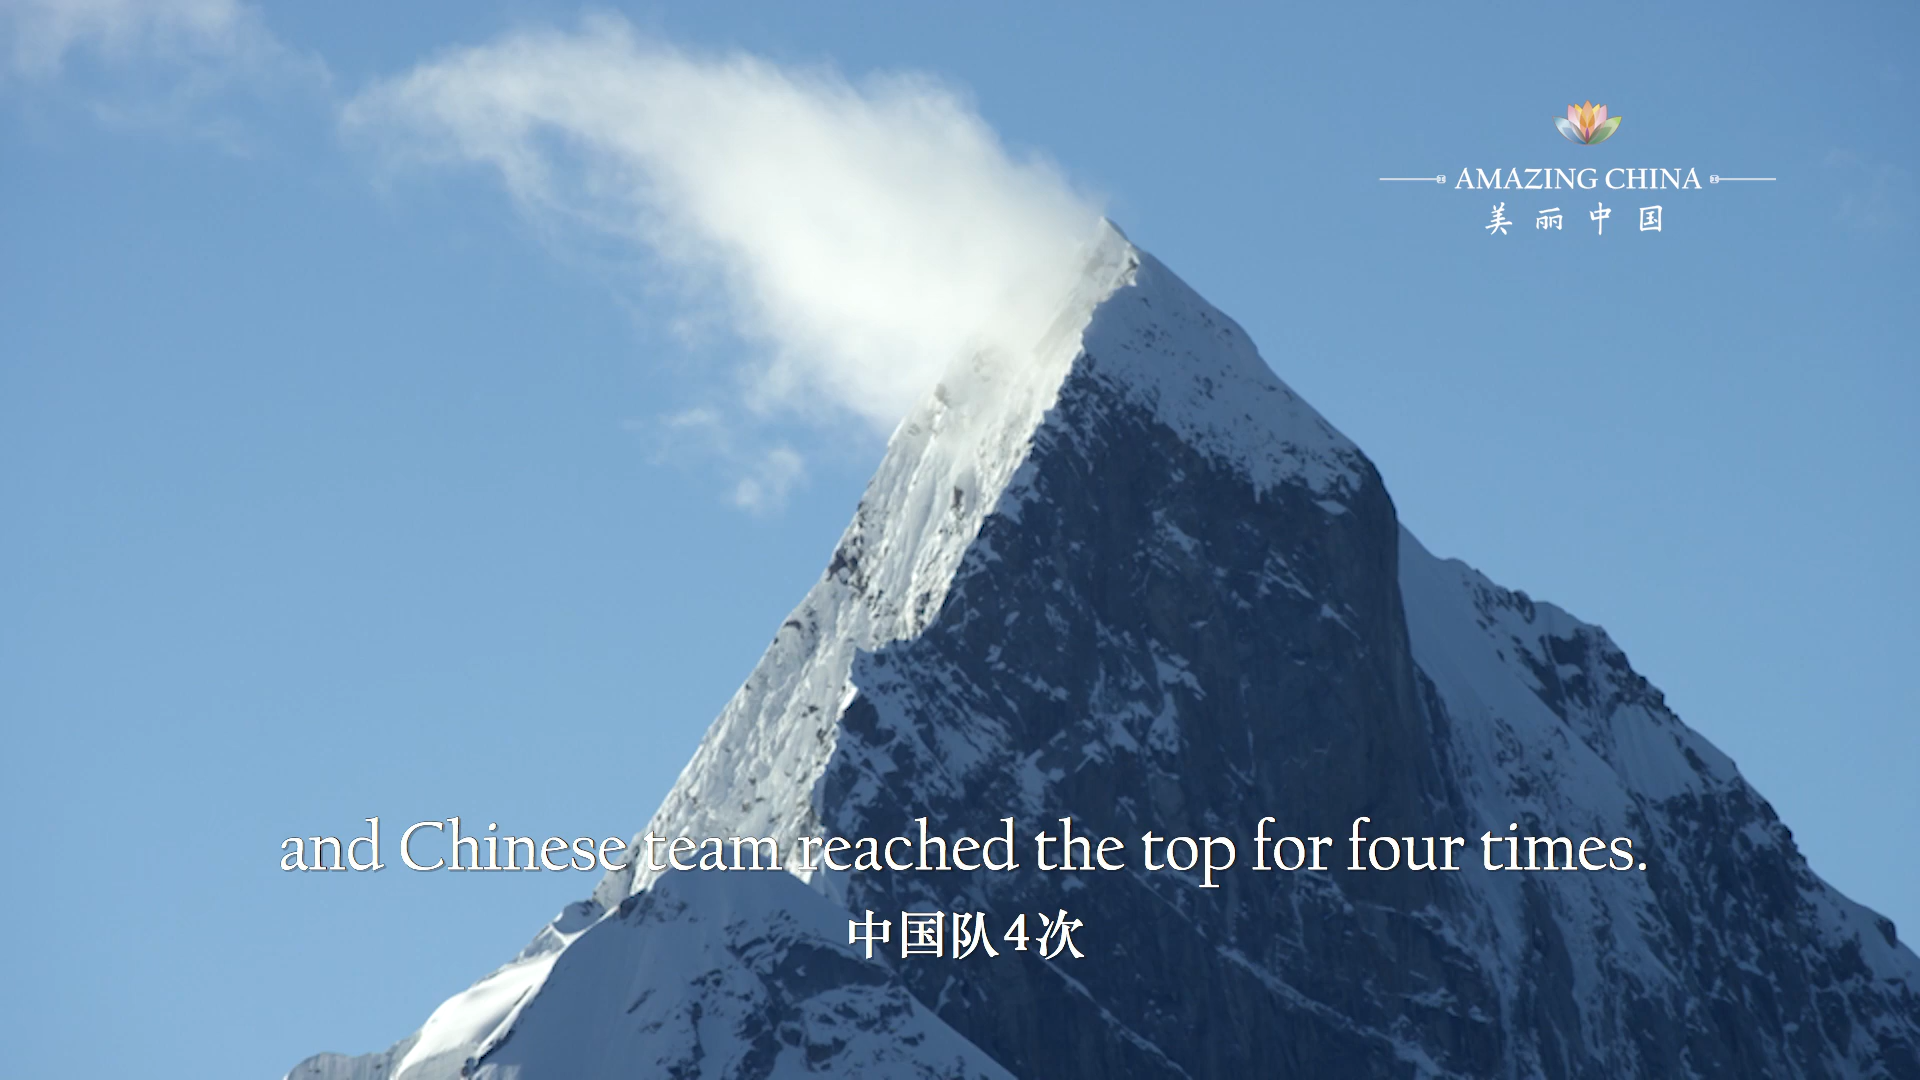 AMAZING CHINA
美丽中国
and Chinese team reached the top for four times.
中国队4次